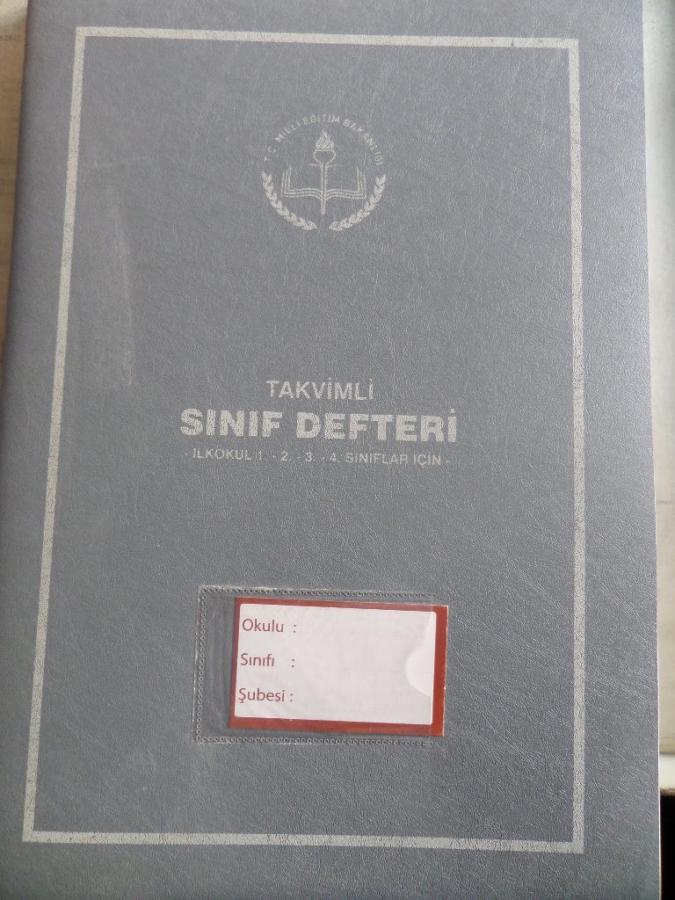 T.C. MİLLİ EĞİTİM BAKANLIĞI
TAKVİMLİ
SINIF DEFTERİ
- İLKOKUL 1. - 2. - 3. - 4. SINIFLAR İÇİN -
Okulu :
Sınıfı :
Şubesi :